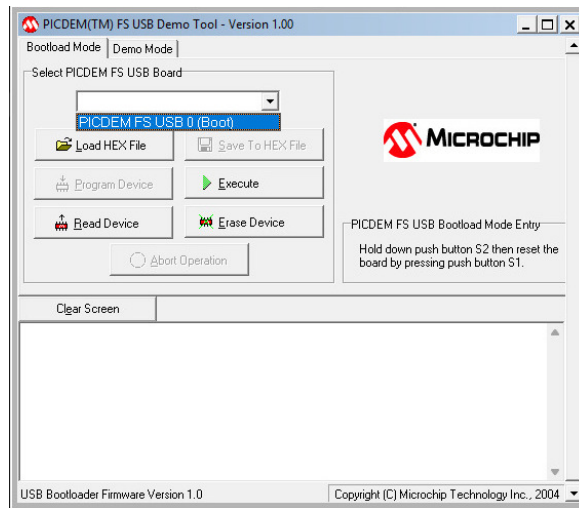 PICDEM(TM) FS USB Demo Tool - Version 1.00
Bootload Mode
Demo Mode
Select PICDEM FS USB Board
PICDEM FS USB 0 (Boot)
Load HEX File
Save To HEX File
Program Device
Execute
Read Device
Erase Device
Abort Operation
MICROCHIP
PICDEM FS USB Bootload Mode Entry
Hold down push button S2 then reset the
board by pressing push button S1.
Clear Screen
USB Bootloader Firmware Version 1.0
Copyright (C) Microchip Technology Inc., 2004